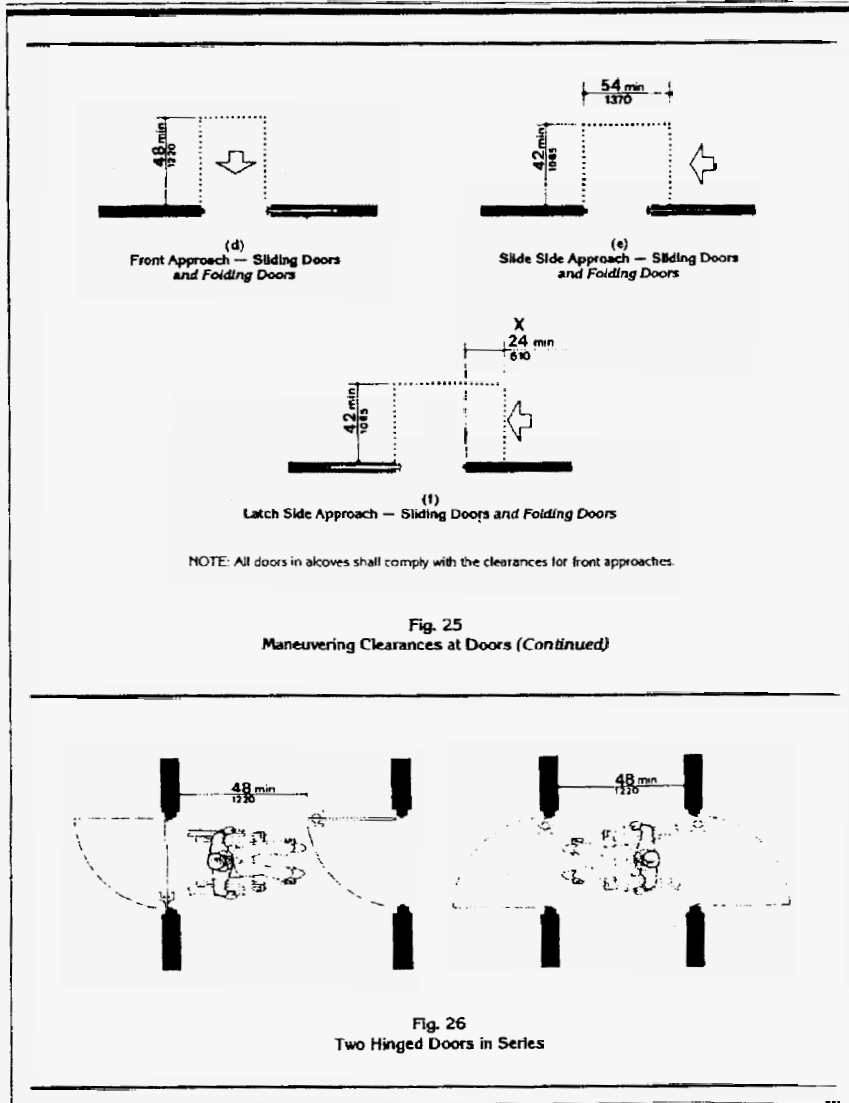 48 min
1220
(d)
Front Approach — Sliding Doors
and Folding Doors
54 min
1370
42 min
1065
(e)
Slide Side Approach — Sliding Doors
and Folding Doors
X
24 min
610
42 min
1065
(f)
Latch Side Approach — Sliding Doors and Folding Doors
NOTE: All doors in alcoves shall comply with the clearances for front approaches.
Fig. 25
Maneuvering Clearances at Doors (Continued)
48 min
1220
48 min
1220
Fig. 26
Two Hinged Doors in Series